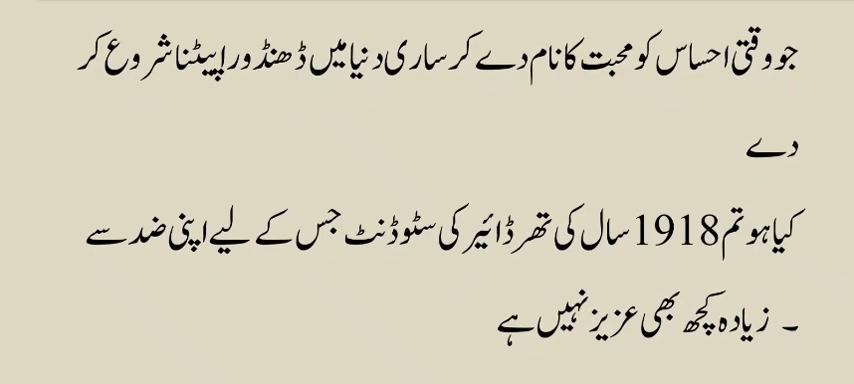 جو وقتی احساس کو محبت کا نام دے کر ساری دنیا میں ڈھنڈورا پیٹنا شروع کر
دے
کیا ہو تم 1918 سال کی تھرڈ ائیر کی سٹوڈنٹ جس کے لیے اپنی ضد سے
۔ زیادہ کچھ بھی عزیز نہیں ہے